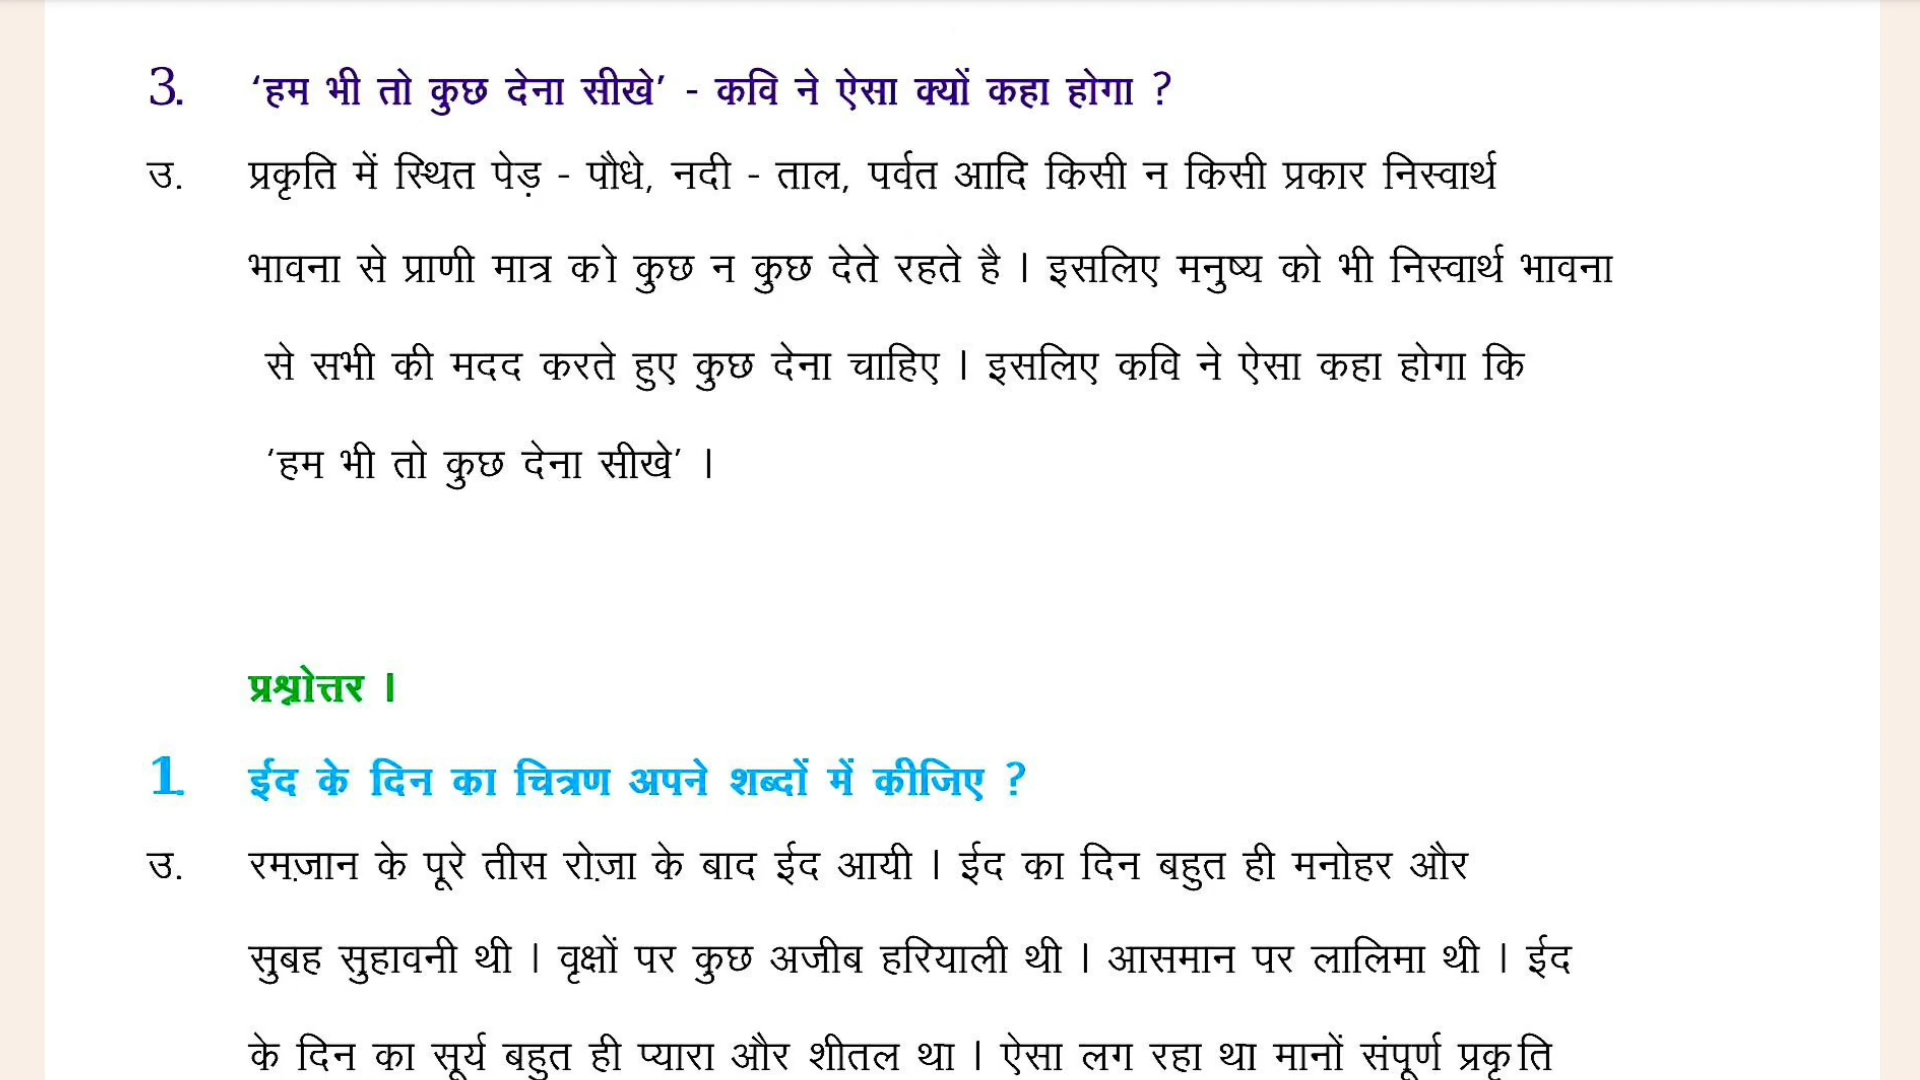 3. ‘हम भी तो कुछ देना सीखे’ - कवि ने ऐसा क्यों कहा होगा ?
उ. प्रकृति में स्थित पेड़ - पौधे, नदी - ताल, पर्वत आदि किसी न किसी प्रकार निस्वार्थ
भावना से प्राणी मात्र को कुछ न कुछ देते रहते है । इसलिए मनुष्य को भी निस्वार्थ भावना
से सभी की मदद करते हुए कुछ देना चाहिए । इसलिए कवि ने ऐसा कहा होगा कि
‘हम भी तो कुछ देना सीखे’ ।
प्रश्नोत्तर ।
1. ईद के दिन का चित्रण अपने शब्दों में कीजिए ?
उ. रमज़ान के पूरे तीस रोज़ा के बाद ईद आयी । ईद का दिन बहुत ही मनोहर और
सुबह सुहावनी थी । वृक्षों पर कुछ अजीब हरियाली थी । आसमान पर लालिमा थी । ईद
के दिन का सूर्य बहुत ही प्यारा और शीतल था । ऐसा लग रहा था मानों संपूर्ण प्रकृति